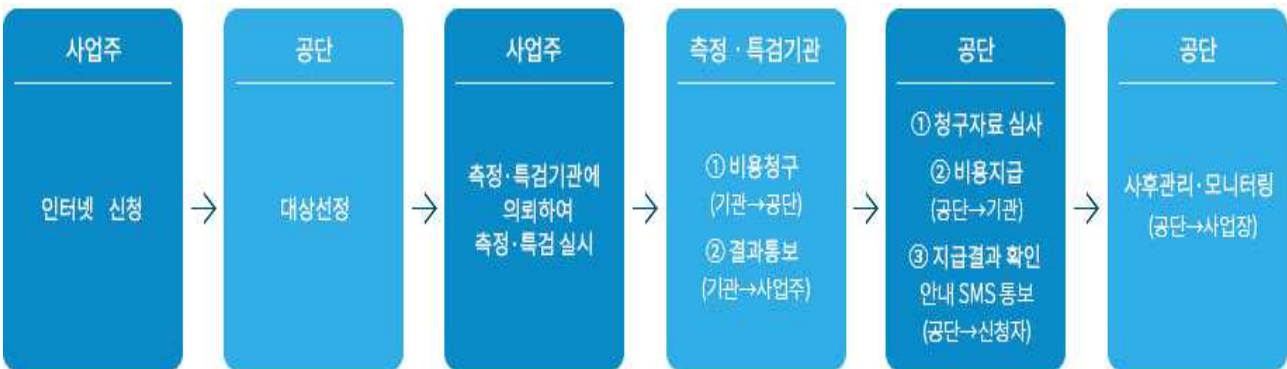 사업주
인터넷 신청
공단
대상선정
사업주
측정·특검기관에
의뢰하여
측정·특검 실시
측정·특검기관
① 비용청구
(기관→공단)
② 결과통보
(기관→사업주)
공단
① 청구자료 심사
② 비용지급
(공단→기관)
③ 지급결과 확인
안내 SMS 통보
(공단→신청자)
공단
사후관리·모니터링
(공단→사업장)